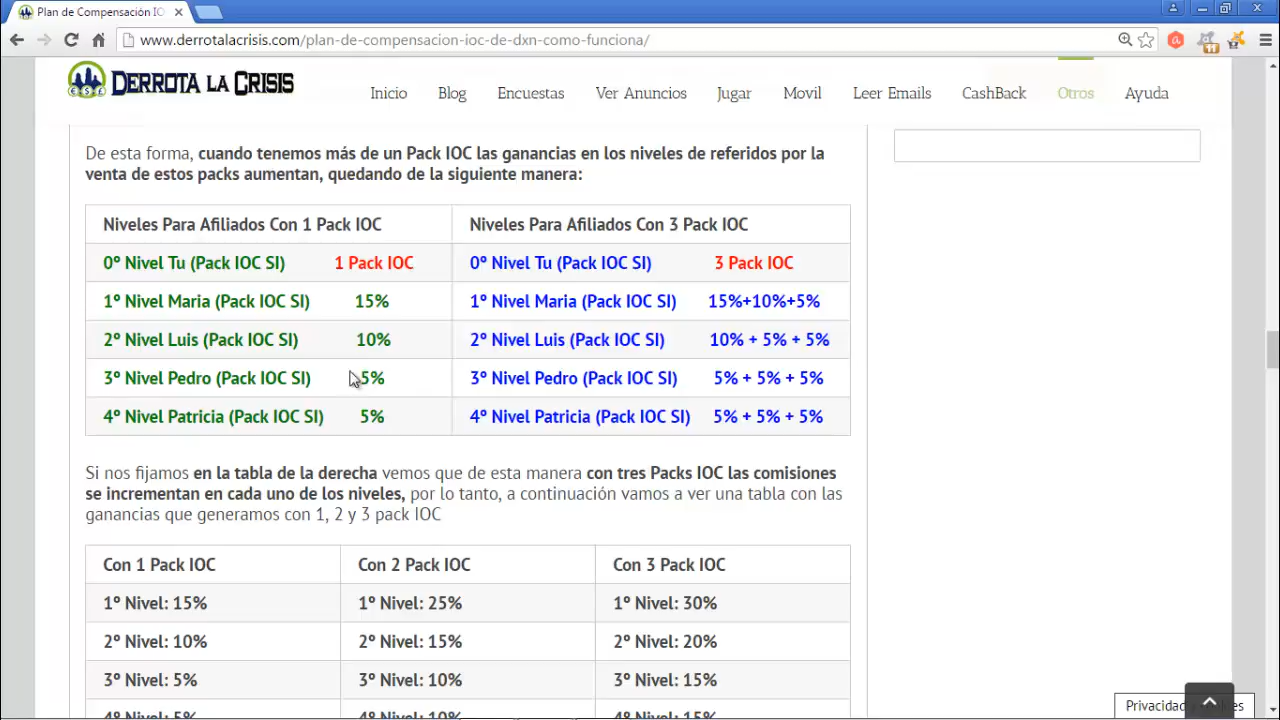 Plan de Compensación IO
www.derrotalacrisis.com/plan-de-compensacion-ioc-de-dxn-como-funciona/
DERROTA LA CRISIS
Inicio Blog Encuestas Ver Anuncios Jugar Movil Leer Emails CashBack Otros Ayuda
De esta forma, cuando tenemos más de un Pack IOC las ganancias en los niveles de referidos por la
venta de estos packs aumentan, quedando de la siguiente manera:
Niveles Para Afiliados Con 1 Pack IOC Niveles Para Afiliados Con 3 Pack IOC
0º Nivel Tu (Pack IOC SI) 1 Pack IOC 0º Nivel Tu (Pack IOC SI) 3 Pack IOC
1º Nivel Maria (Pack IOC SI) 15% 1º Nivel Maria (Pack IOC SI) 15%+10%+5%
2º Nivel Luis (Pack IOC SI) 10% 2º Nivel Luis (Pack IOC SI) 10% + 5% + 5%
3º Nivel Pedro (Pack IOC SI) 5% 3º Nivel Pedro (Pack IOC SI) 5% + 5% + 5%
4º Nivel Patricia (Pack IOC SI) 5% 4º Nivel Patricia (Pack IOC SI) 5% + 5% + 5%
Si nos fijamos en la tabla de la derecha vemos que de esta manera con tres Packs IOC las comisiones
se incrementan en cada uno de los niveles, por lo tanto, a continuación vamos a ver una tabla con las
ganancias que generamos con 1, 2 y 3 pack IOC
Con 1 Pack IOC Con 2 Pack IOC Con 3 Pack IOC
1º Nivel: 15% 1º Nivel: 25% 1º Nivel: 30%
2º Nivel: 10% 2º Nivel: 15% 2º Nivel: 20%
3º Nivel: 5% 3º Nivel: 10% 3º Nivel: 15%
4º Nivel: 5% 4º Nivel: 10% 4º Nivel: 15%